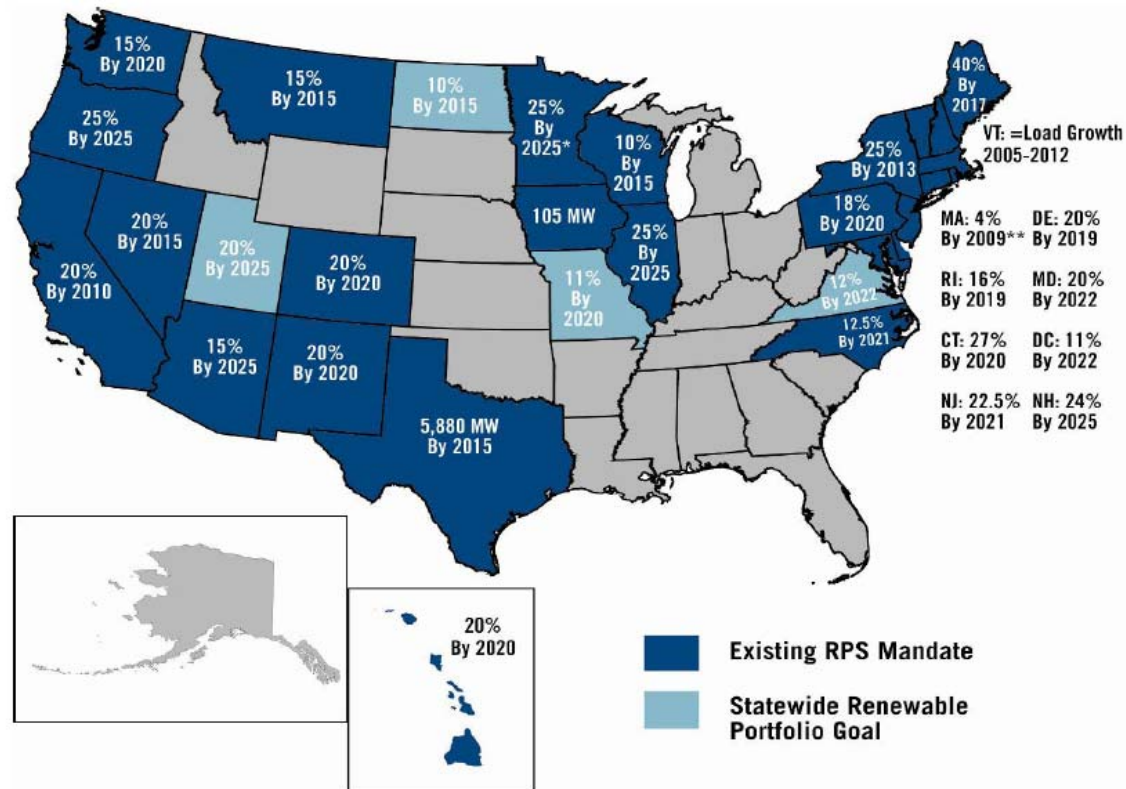 15%
By 2020
25%
By 2025
20%
By 2010
20%
By 2015
15%
By 2015
20%
By 2025
15%
By 2025
20%
By 2020
20%
By 2020
10%
By 2015
25%
By
2025*
10%
By
2015
105 MW
25%
By
2025
11%
By
2020
5,880 MW
By 2015
40%
By
2017
25%
By 2013
18%
By 2020
12%
By 2022
12.5%
By 2021
VT: =Load Growth
2005-2012
MA: 4% DE: 20%
By 2009** By 2019
RI: 16% MD: 20%
By 2019 By 2022
CT: 27% DC: 11%
By 2020 By 2022
NJ: 22.5% NH: 24%
By 2021 By 2025
20%
By 2020
Existing RPS Mandate
Statewide Renewable
Portfolio Goal